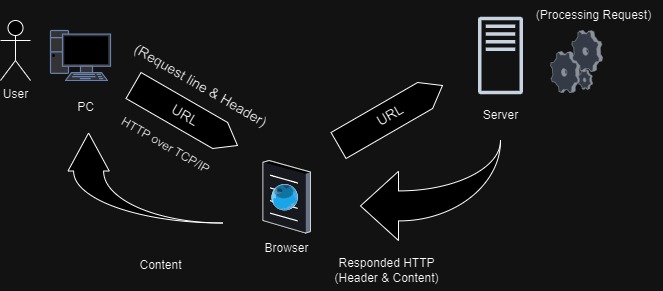 (Processing Request)
User
PC
(Request line & Header)
URL
HTTP over TCP/IP
URL
Server
Browser
Content
Responded HTTP
(Header & Content)